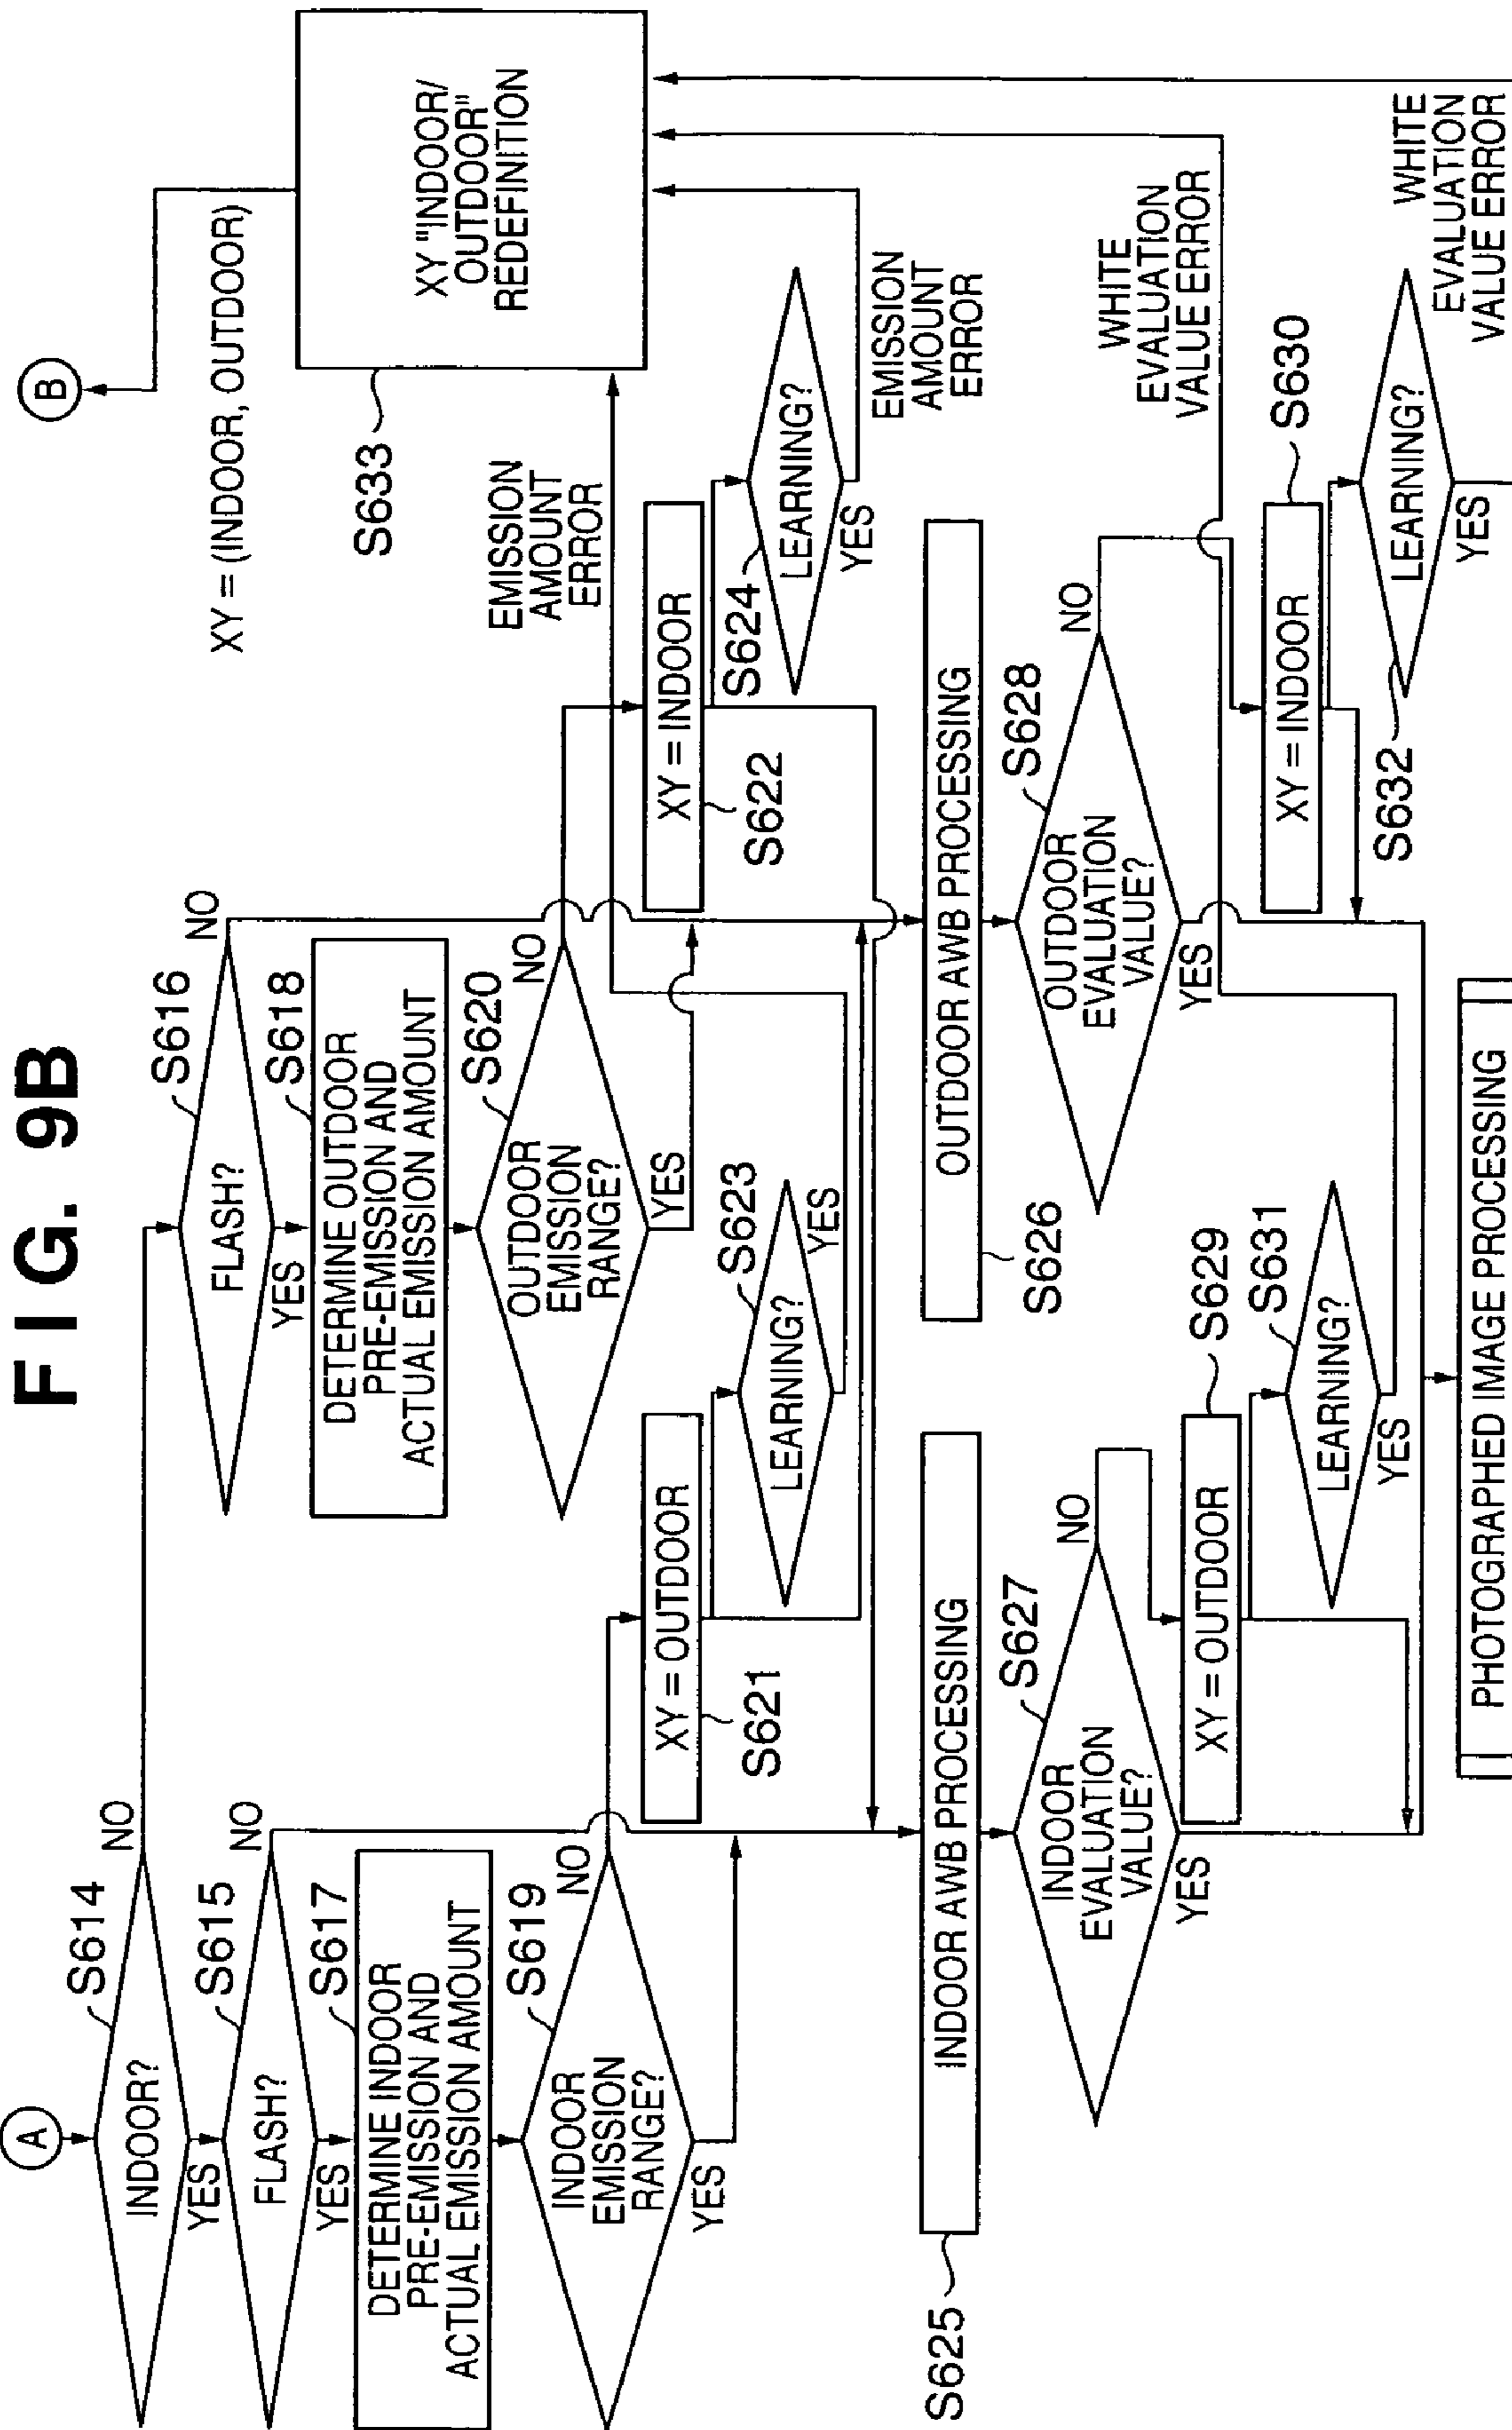 FIG. 9B
A
S614
INDOOR?
NO
YES
S615
FLASH?
NO
YES
S617
DETERMINE INDOOR
PRE-EMISSION AND
ACTUAL EMISSION AMOUNT
S619
INDOOR
EMISSION
RANGE?
NO
YES
S616
FLASH?
NO
YES
S618
DETERMINE OUTDOOR
PRE-EMISSION AND
ACTUAL EMISSION AMOUNT
S620
OUTDOOR
EMISSION
RANGE?
NO
YES
B
XY = (INDOOR, OUTDOOR)
XY "INDOOR/
OUTDOOR"
REDEFINITION
S633
EMISSION
AMOUNT
ERROR
XY = OUTDOOR
S621
S623
LEARNING?
YES
XY = INDOOR
S622
S624
LEARNING?
YES
EMISSION
AMOUNT
ERROR
INDOOR AWB PROCESSING
S625
OUTDOOR AWB PROCESSING
S626
S627
INDOOR
EVALUATION
VALUE?
NO
YES
S628
OUTDOOR
EVALUATION
VALUE?
NO
YES
WHITE
EVALUATION
VALUE ERROR
XY = OUTDOOR
S629
S631
LEARNING?
YES
XY = INDOOR
S630
S632
LEARNING?
YES
WHITE
EVALUATION
VALUE ERROR
PHOTOGRAPHED IMAGE PROCESSING